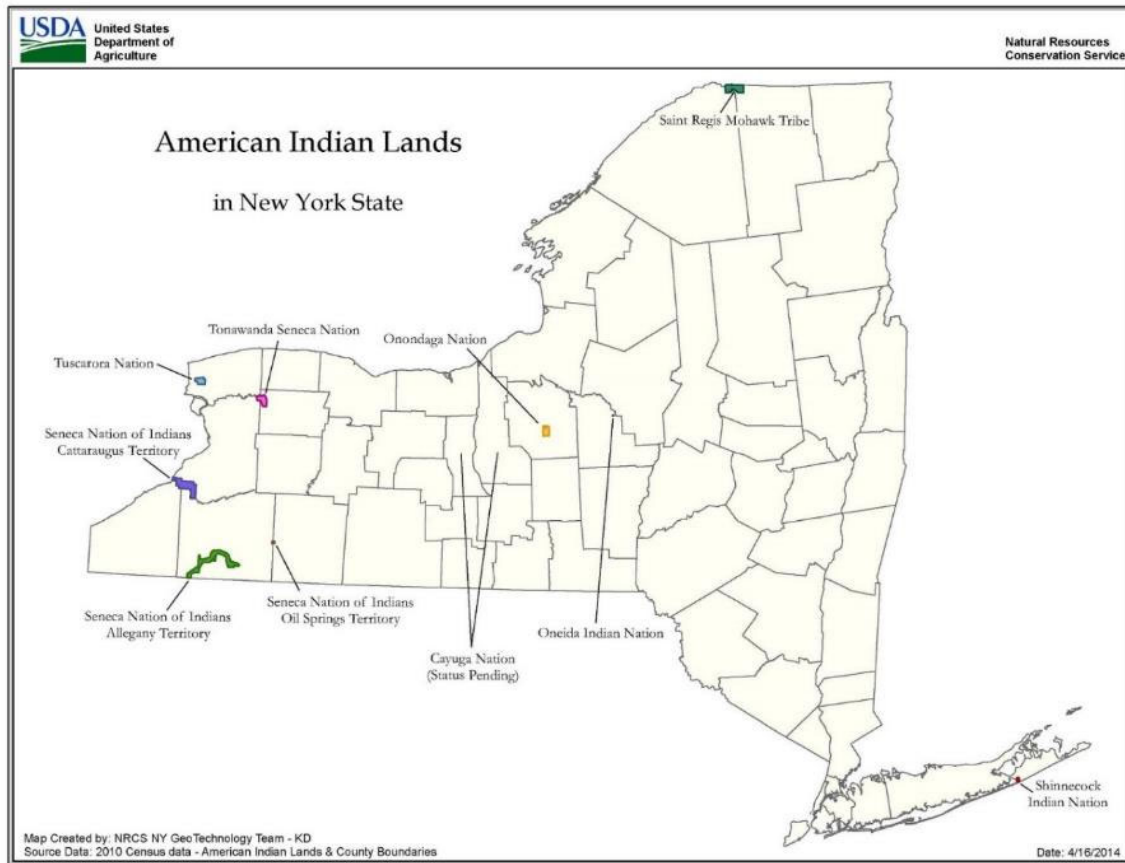 USDA
United States
Department of
Agriculture
Natural Resources
Conservation Service
American Indian Lands
in New York State
Saint Regis Mohawk Tribe
Tonawanda Seneca Nation
Onondaga Nation
Tuscarora Nation
Seneca Nation of Indians
Cattaraugus Territory
Seneca Nation of Indians
Allegany Territory
Seneca Nation of Indians
Oil Springs Territory
Cayuga Nation
(Status Pending)
Oneida Indian Nation
Shinnecock
Indian Nation
Map Created by: NRCS NY GeoTechnology Team - KD
Source Data: 2010 Census data - American Indian Lands & County Boundaries
Date: 4/16/2014